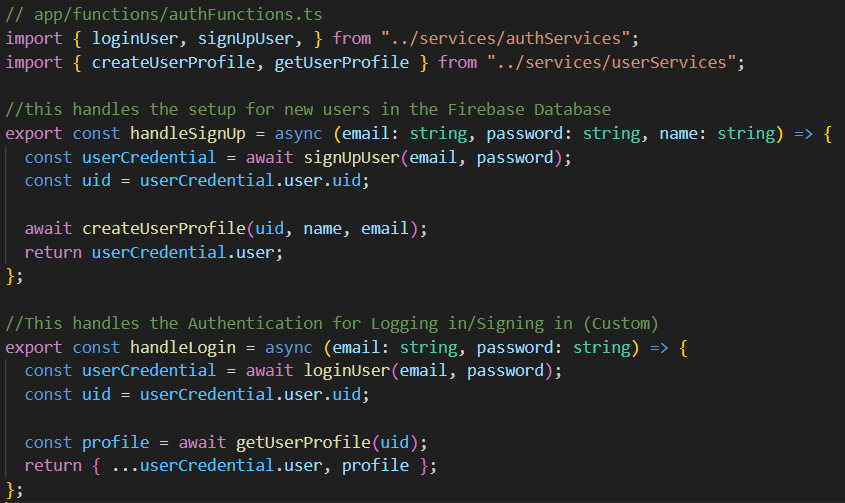 // app/functions/authFunctions.ts
import { loginUser, signUpUser, } from "../services/authServices";
import { createUserProfile, getUserProfile } from "../services/userServices";

//this handles the setup for new users in the Firebase Database
export const handleSignUp = async (email: string, password: string, name: string) => {
  const userCredential = await signUpUser(email, password);
  const uid = userCredential.user.uid;

  await createUserProfile(uid, name, email);
  return userCredential.user;
};

//This handles the Authentication for Logging in/Signing in (Custom)
export const handleLogin = async (email: string, password: string) => {
  const userCredential = await loginUser(email, password);
  const uid = userCredential.user.uid;

  const profile = await getUserProfile(uid);
  return { ...userCredential.user, profile };
};